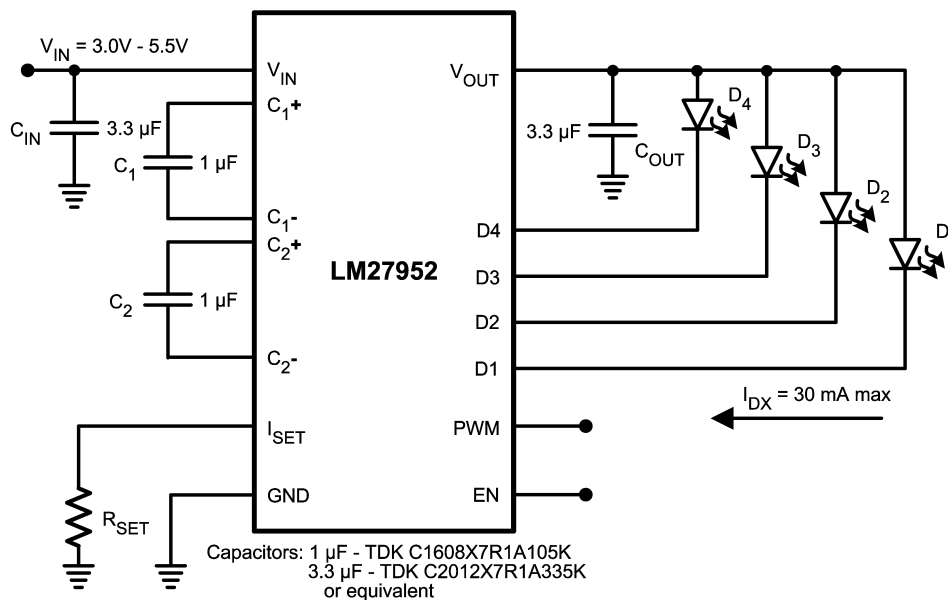 V_IN = 3.0V - 5.5V
V_IN
V_OUT
C_1+
C_IN
3.3 µF
C_1
1 µF
C_1-
C_2+
C_2
1 µF
C_2-
LM27952
3.3 µF
C_OUT
D_4
D_3
D_2
D
D4
D3
D2
D1
I_DX = 30 mA max
I_SET
PWM
GND
EN
R_SET
Capacitors: 1 µF - TDK C1608X7R1A105K
3.3 µF - TDK C2012X7R1A335K
or equivalent